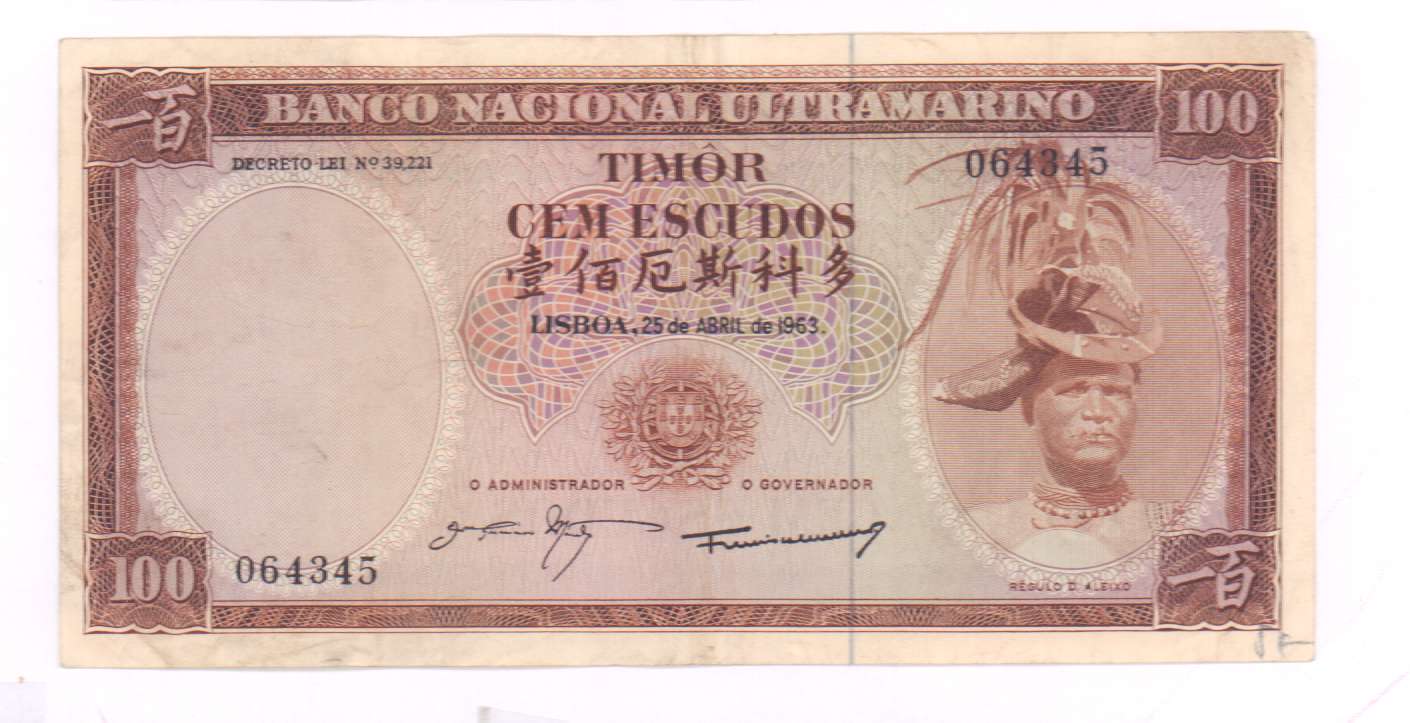 一百 BANCO NACIONAL ULTRAMARINO 100
DECRETO-LEI Nº 39,221
TIMÔR
064345
CEM ESCUDOS
壹佰厄斯科多
LISBOA, 25 de ABRIL de 1963.
O ADMINISTRADOR
O GOVERNADOR
100
064345
RÉGULO D. ALEIXO
一百